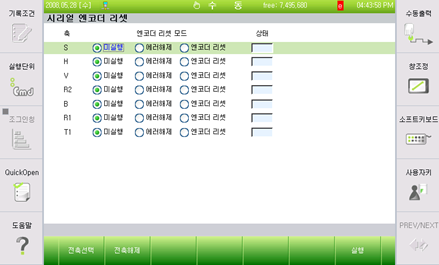 2008.05.28 (수) 수 동 free: 7,495,680 04:43:58 PM
시리얼 엔코더 리셋
축 엔코더 리셋 모드 상태
S 미실행 에러해제 엔코더 리셋
H 미실행 에러해제 엔코더 리셋
V 미실행 에러해제 엔코더 리셋
R2 미실행 에러해제 엔코더 리셋
B 미실행 에러해제 엔코더 리셋
R1 미실행 에러해제 엔코더 리셋
T1 미실행 에러해제 엔코더 리셋
기록조건
실행단위
Cmd
조그인칭
QuickOpen
도움말
수동출력
창조정
소프트키보드
사용자키
PREV/NEXT
전축선택 전축해제 실행